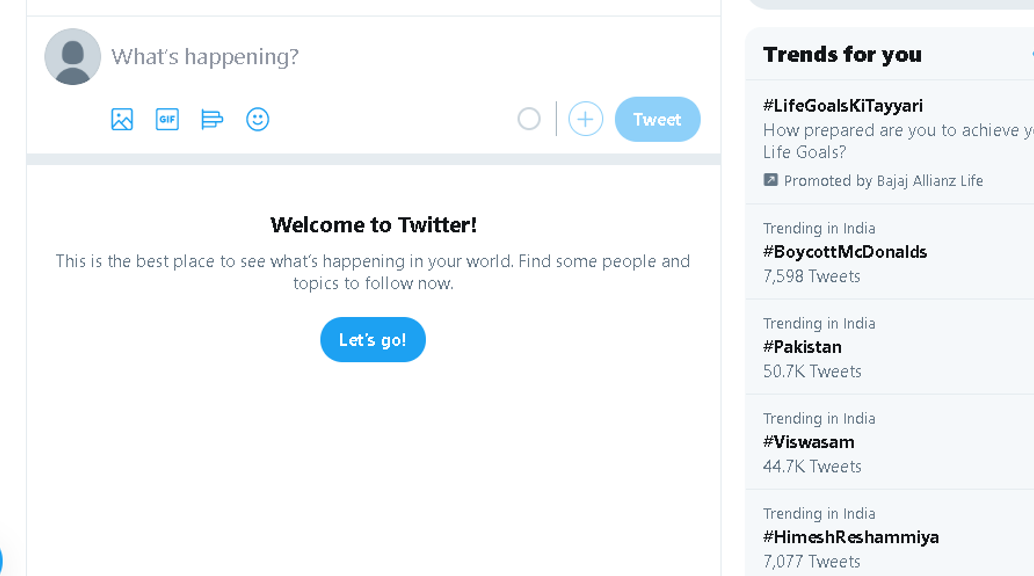 What's happening?
GIF
Tweet
Welcome to Twitter!
This is the best place to see what's happening in your world. Find some people and
topics to follow now.
Let's go!
Trends for you
#LifeGoalsKiTayyari
How prepared are you to achieve
Life Goals?
Promoted by Bajaj Allianz Life
Trending in India
#BoycottMcDonalds
7,598 Tweets
Trending in India
#Pakistan
50.7K Tweets
Trending in India
#Viswasam
44.7K Tweets
Trending in India
#HimeshReshammiya
7,077 Tweets